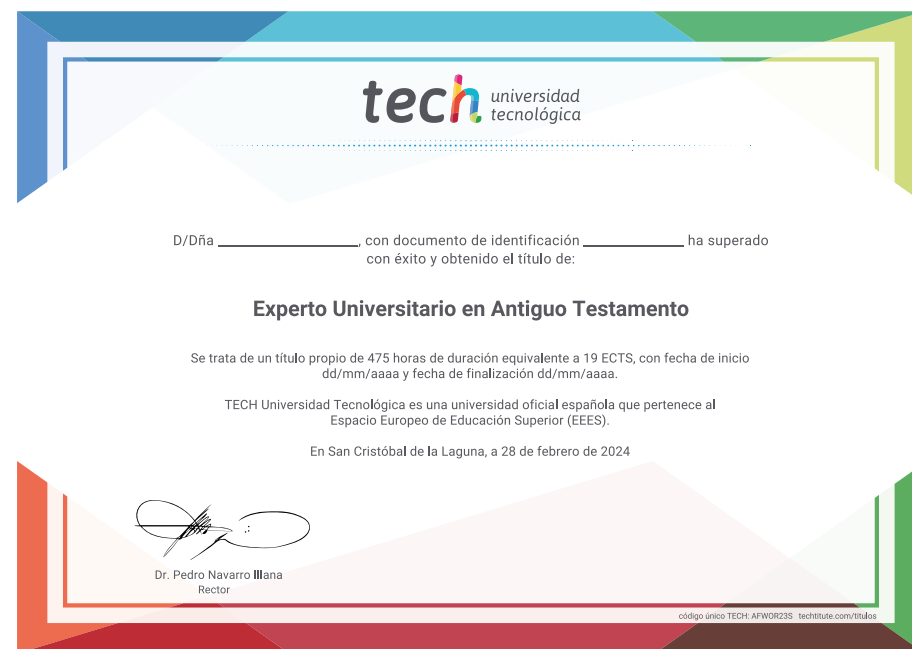 tech universidad
tecnológica
D/Dña ____________________, con documento de identificación ______________ ha superado
con éxito y obtenido el título de:
Experto Universitario en Antiguo Testamento
Se trata de un título propio de 475 horas de duración equivalente a 19 ECTS, con fecha de inicio
dd/mm/aaaa y fecha de finalización dd/mm/aaaa.
TECH Universidad Tecnológica es una universidad oficial española que pertenece al
Espacio Europeo de Educación Superior (EEES).
En San Cristóbal de la Laguna, a 28 de febrero de 2024
Dr. Pedro Navarro Illana
Rector
código único TECH: AFWOR23S techtitute.com/titulos